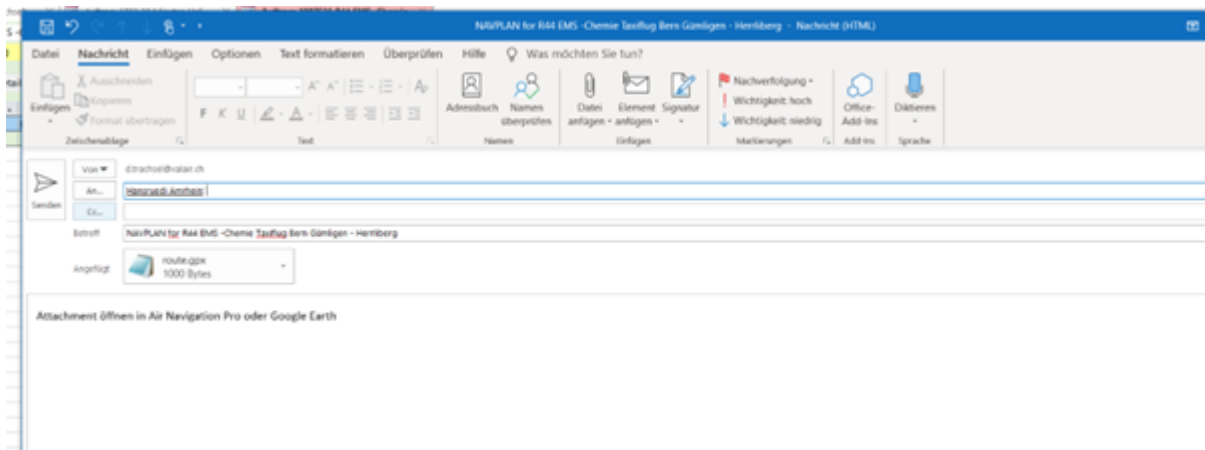 NAVPLAN for R44 EMS -Chemie Taxiflug Bern Gümligen - Herrliberg - Nachricht (HTML)
Datei Nachricht Einfügen Optionen Text formatieren Überprüfen Hilfe Was möchten Sie tun?
Einfügen
Ausschneiden
Kopieren
Format übertragen
Zwischenablage
F K U
Text
Adressbuch Namen überprüfen
Namen
Datei anfügen Element anfügen Signatur
Einfügen
Nachverfolgung
Wichtigkeit: hoch
Wichtigkeit: niedrig
Markierungen
Office-Add-Ins
Add-Ins
Diktieren
Sprache
Senden
Von d.trachsel@valair.ch
An...
Cc...
Betreff NAVPLAN for R44 EMS -Chemie Taxiflug Bern Gümligen - Herrliberg
Angefügt route.gpx
1000 Bytes
Attachment öffnen in Air Navigation Pro oder Google Earth